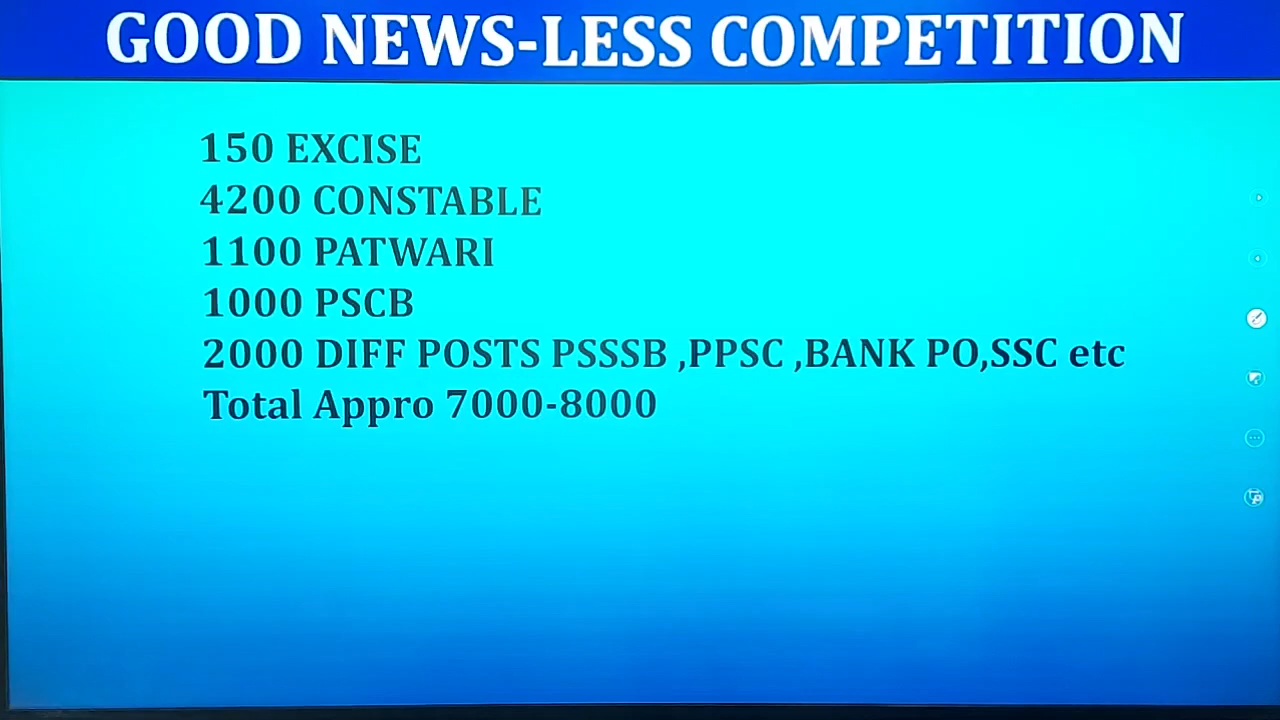 GOOD NEWS-LESS COMPETITION
150 EXCISE
4200 CONSTABLE
1100 PATWARI
1000 PSCB
2000 DIFF POSTS PSSSB ,PPSC ,BANK PO,SSC etc
Total Appro 7000-8000